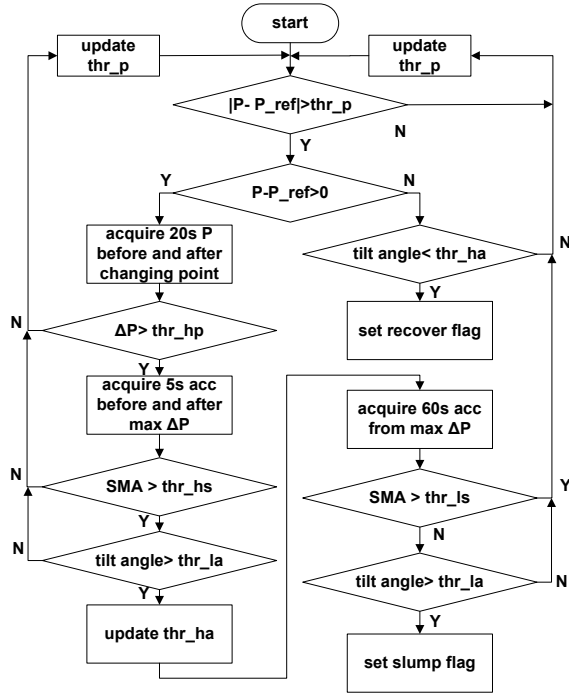 start
update
thr_p
update
thr_p
|P- P_ref|>thr_p
N
Y
Y
P-P_ref>0
N
acquire 20s P
before and after
changing point
tilt angle< thr_ha
N
Y
N
ΔP> thr_hp
set recover flag
Y
acquire 5s acc
before and after
max ΔP
acquire 60s acc
from max ΔP
N
SMA > thr_hs
SMA > thr_ls
Y
Y
N
N
tilt angle> thr_la
tilt angle> thr_la
N
Y
Y
update thr_ha
set slump flag